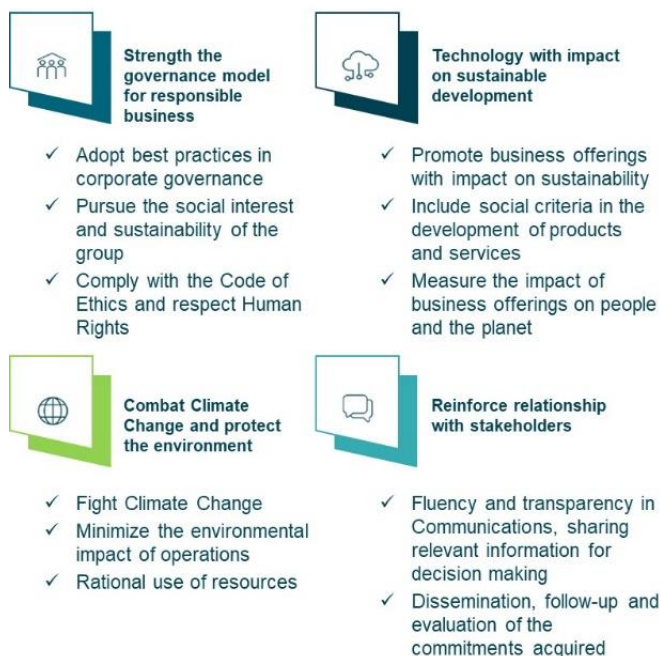 Strength the
governance model
for responsible
business
✓ Adopt best practices in
corporate governance
✓ Pursue the social interest
and sustainability of the
group
✓ Comply with the Code of
Ethics and respect Human
Rights
Technology with impact
on sustainable
development
✓ Promote business offerings
with impact on sustainability
✓ Include social criteria in the
development of products
and services
✓ Measure the impact of
business offerings on people
and the planet
Combat Climate
Change and protect
the environment
✓ Fight Climate Change
✓ Minimize the environmental
impact of operations
✓ Rational use of resources
Reinforce relationship
with stakeholders
✓ Fluency and transparency in
Communications, sharing
relevant information for
decision making
✓ Dissemination, follow-up and
evaluation of the
commitments acquired